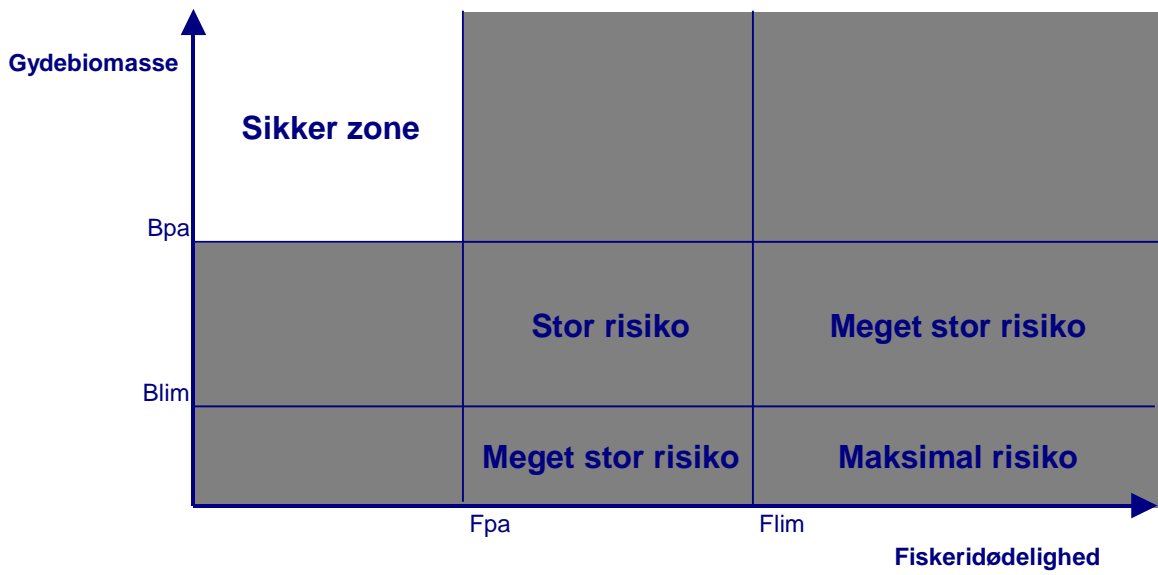 Gydebiomasse
Sikker zone
Bpa
Stor risiko
Meget stor risiko
Blim
Meget stor risiko
Maksimal risiko
Fpa
Flim
Fiskeridødelighed